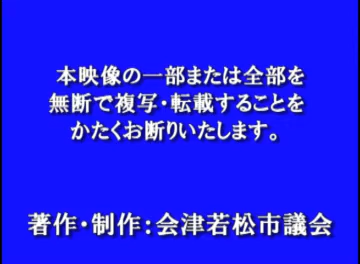 本映像の一部または全部を
無断で複写・転載することを
かたくお断りいたします。
著作・制作：会津若松市議会